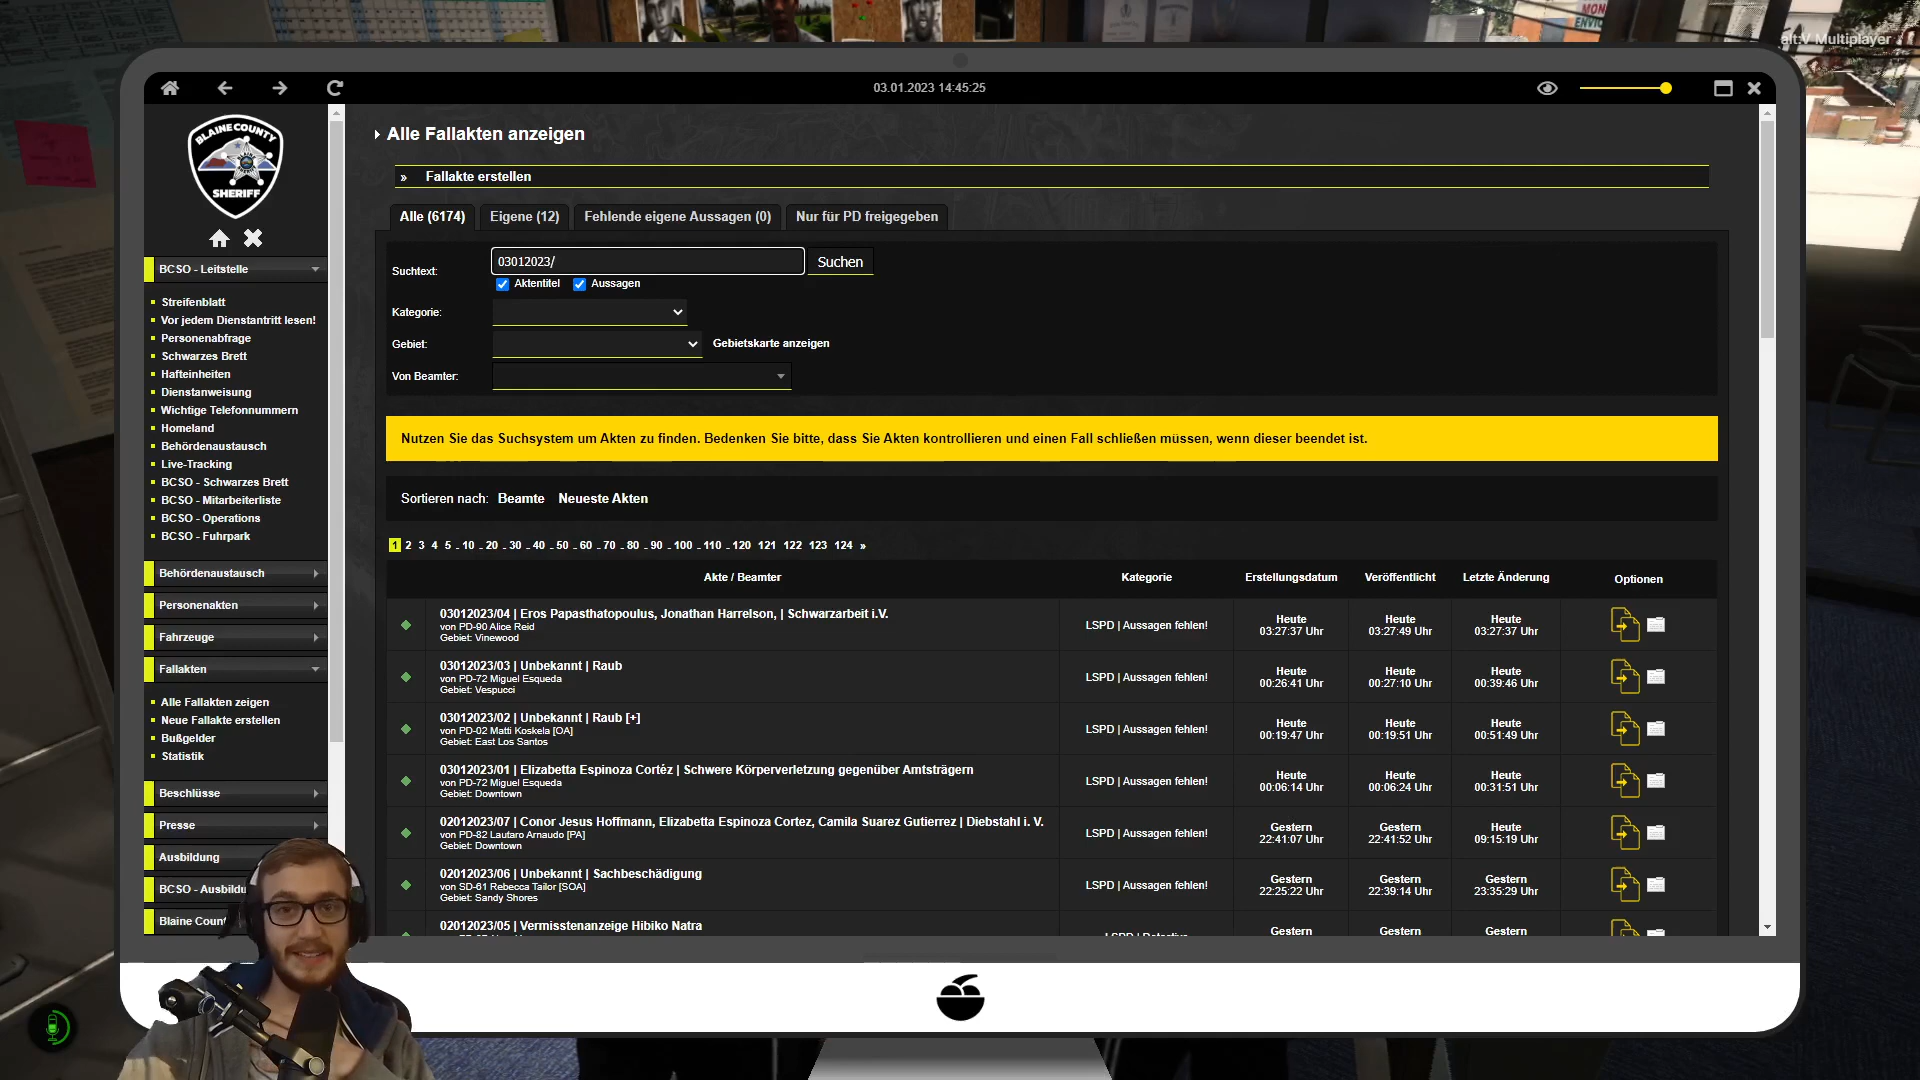 MON
ENVIO
alt:V Multiplayer
03.01.2023 14:45:25
BLAINE COUNTY
SHERIFF
BCSO - Leitstelle
Streifenblatt
Vor jedem Dienstantritt lesen!
Personenabfrage
Schwarzes Brett
Hafteinheiten
Dienstanweisung
Wichtige Telefonnummern
Homeland
Behördenaustausch
Live-Tracking
BCSO - Schwarzes Brett
BCSO - Mitarbeiterliste
BCSO - Operations
BCSO - Fuhrpark
Behördenaustausch
Personenakten
Fahrzeuge
Fallakten
Alle Fallakten zeigen
Neue Fallakte erstellen
Bußgelder
Statistik
Beschlüsse
Presse
Ausbildung
BCSO - Ausbildu
Blaine Count
Alle Fallakten anzeigen
» Fallakte erstellen
Alle (6174) Eigene (12) Fehlende eigene Aussagen (0) Nur für PD freigegeben
Suchtext: 03012023/ Suchen
Aktentitel Aussagen
Kategorie:
Gebiet: Gebietskarte anzeigen
Von Beamter:
Nutzen Sie das Suchsystem um Akten zu finden. Bedenken Sie bitte, dass Sie Akten kontrollieren und einen Fall schließen müssen, wenn dieser beendet ist.
Sortieren nach: Beamte Neueste Akten
1 2 3 4 5 .. 10 .. 20 .. 30 .. 40 .. 50 .. 60 .. 70 .. 80 .. 90 .. 100 .. 110 .. 120 121 122 123 124 »
Akte / Beamter Kategorie Erstellungsdatum Veröffentlicht Letzte Änderung Optionen
03012023/04 | Eros Papasthatopoulus, Jonathan Harrelson, | Schwarzarbeit i.V.
von PD-90 Alice Reid
Gebiet: Vinewood
LSPD | Aussagen fehlen!
Heute Heute Heute
03:27:37 Uhr 03:27:49 Uhr 03:27:37 Uhr
03012023/03 | Unbekannt | Raub
von PD-72 Miguel Esqueda
Gebiet: Vespucci
LSPD | Aussagen fehlen!
Heute Heute Heute
00:26:41 Uhr 00:27:10 Uhr 00:39:46 Uhr
03012023/02 | Unbekannt | Raub [+]
von PD-02 Matti Koskela [OA]
Gebiet: East Los Santos
LSPD | Aussagen fehlen!
Heute Heute Heute
00:19:47 Uhr 00:19:51 Uhr 00:51:49 Uhr
03012023/01 | Elizabetta Espinoza Cortéz | Schwere Körperverletzung gegenüber Amtsträgern
von PD-72 Miguel Esqueda
Gebiet: Downtown
LSPD | Aussagen fehlen!
Heute Heute Heute
00:06:14 Uhr 00:06:24 Uhr 00:31:51 Uhr
02012023/07 | Conor Jesus Hoffmann, Elizabetta Espinoza Cortez, Camila Suarez Gutierrez | Diebstahl i. V.
von PD-82 Lautaro Arnaudo [PA]
Gebiet: Downtown
LSPD | Aussagen fehlen!
Gestern Gestern Heute
22:41:07 Uhr 22:41:52 Uhr 09:15:19 Uhr
02012023/06 | Unbekannt | Sachbeschädigung
von SD-61 Rebecca Tailor [SOA]
Gebiet: Sandy Shores
LSPD | Aussagen fehlen!
Gestern Gestern Gestern
22:25:22 Uhr 22:39:14 Uhr 23:35:29 Uhr
02012023/05 | Vermisstenanzeige Hibiko Natra
Gestern Gestern Gestern